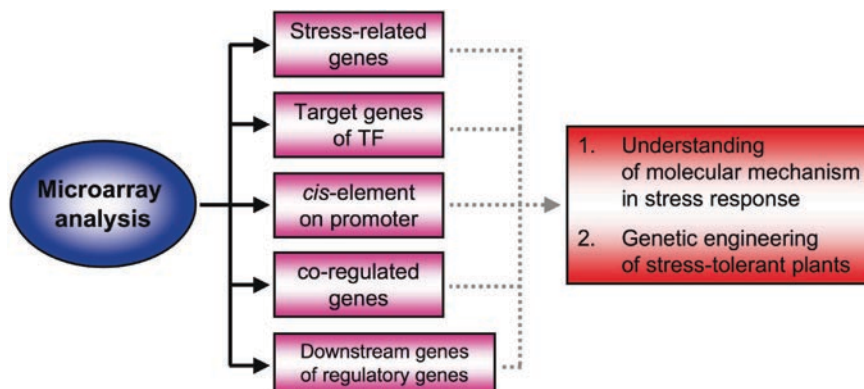 Microarray
analysis
Stress-related
genes
Target genes
of TF
cis-element
on promoter
co-regulated
genes
Downstream genes
of regulatory genes
1. Understanding
of molecular mechanism
in stress response
2. Genetic engineering
of stress-tolerant plants